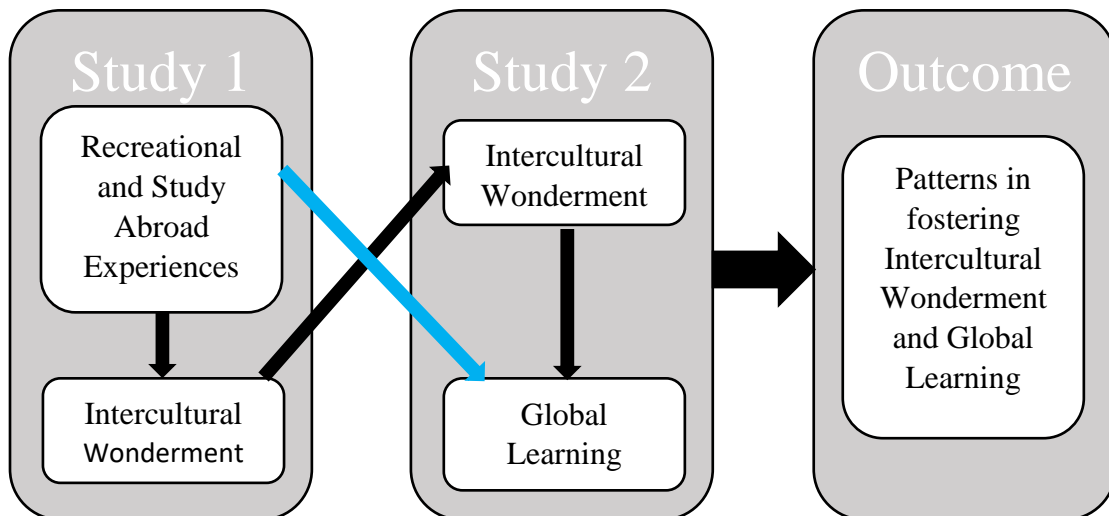 Study 1
Recreational
and Study
Abroad
Experiences
Intercultural
Wonderment
Study 2
Intercultural
Wonderment
Global
Learning
Outcome
Patterns in
fostering
Intercultural
Wonderment
and Global
Learning